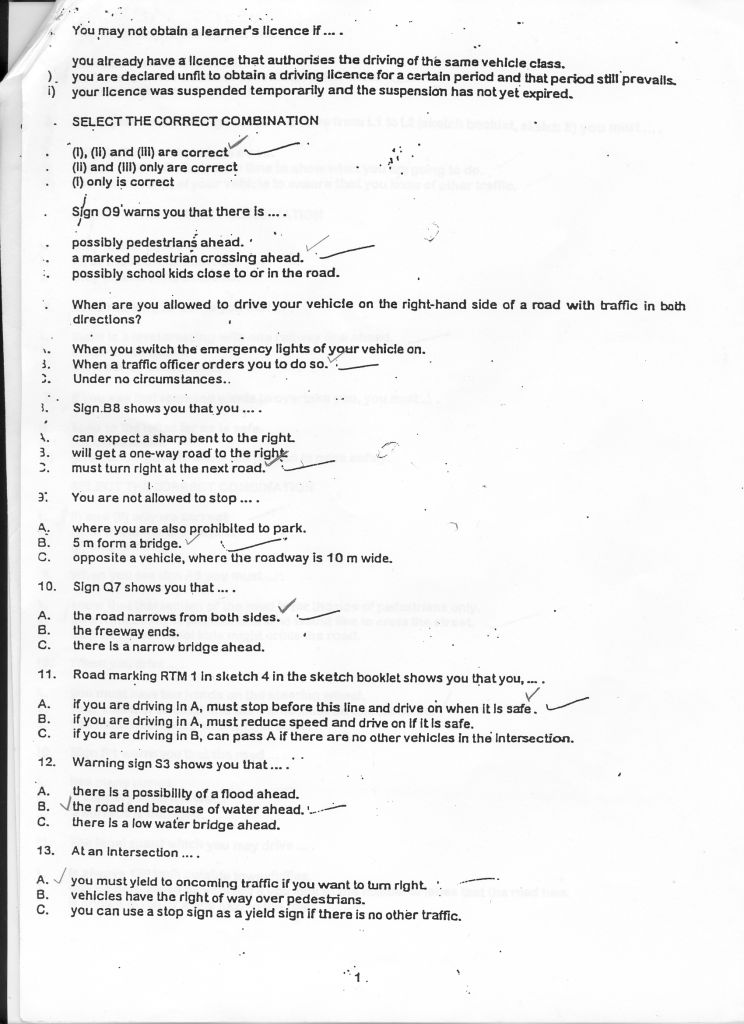 You may not obtain a learner's licence if ... .
you already have a licence that authorises the driving of the same vehicle class.
). you are declared unfit to obtain a driving licence for a certain period and that period still prevails.
i) your licence was suspended temporarily and the suspension has not yet expired.
SELECT THE CORRECT COMBINATION
(I), (II) and (III) are correct
(II) and (III) only are correct
(I) only is correct
Sign O9 warns you that there is ... .
possibly pedestrians ahead.
a marked pedestrian crossing ahead.
possibly school kids close to or in the road.
When are you allowed to drive your vehicle on the right-hand side of a road with traffic in both
directions?
When you switch the emergency lights of your vehicle on.
When a traffic officer orders you to do so.
Under no circumstances..
Sign.B8 shows you that you ... .
can expect a sharp bent to the right.
will get a one-way road to the right.
must turn right at the next road.
9. You are not allowed to stop ... .
A. where you are also prohibited to park.
B. 5 m form a bridge.
C. opposite a vehicle, where the roadway is 10 m wide.
10. Sign Q7 shows you that ... .
A. the road narrows from both sides.
B. the freeway ends.
C. there is a narrow bridge ahead.
11. Road marking RTM 1 in sketch 4 in the sketch booklet shows you that you, ... .
A. if you are driving in A, must stop before this line and drive on when it is safe.
B. if you are driving in A, must reduce speed and drive on if it is safe.
C. if you are driving in B, can pass A if there are no other vehicles in the intersection.
12. Warning sign S3 shows you that ... .
A. there is a possibility of a flood ahead.
B. the road end because of water ahead.
C. there is a low water bridge ahead.
13. At an intersection ... .
A. you must yield to oncoming traffic if you want to turn right.
B. vehicles have the right of way over pedestrians.
C. you can use a stop sign as a yield sign if there is no other traffic.
1